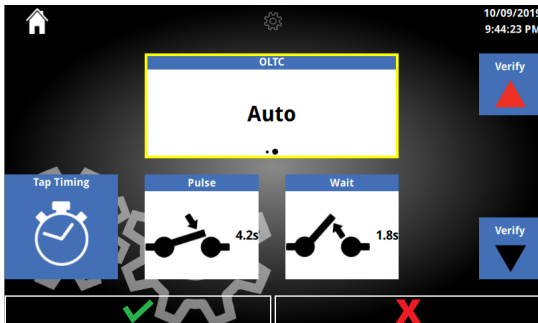 10/09/2019
9:44:23 PM
OLTC
Auto
Verify
Tap Timing
Pulse
4.2s
Wait
1.8s
Verify